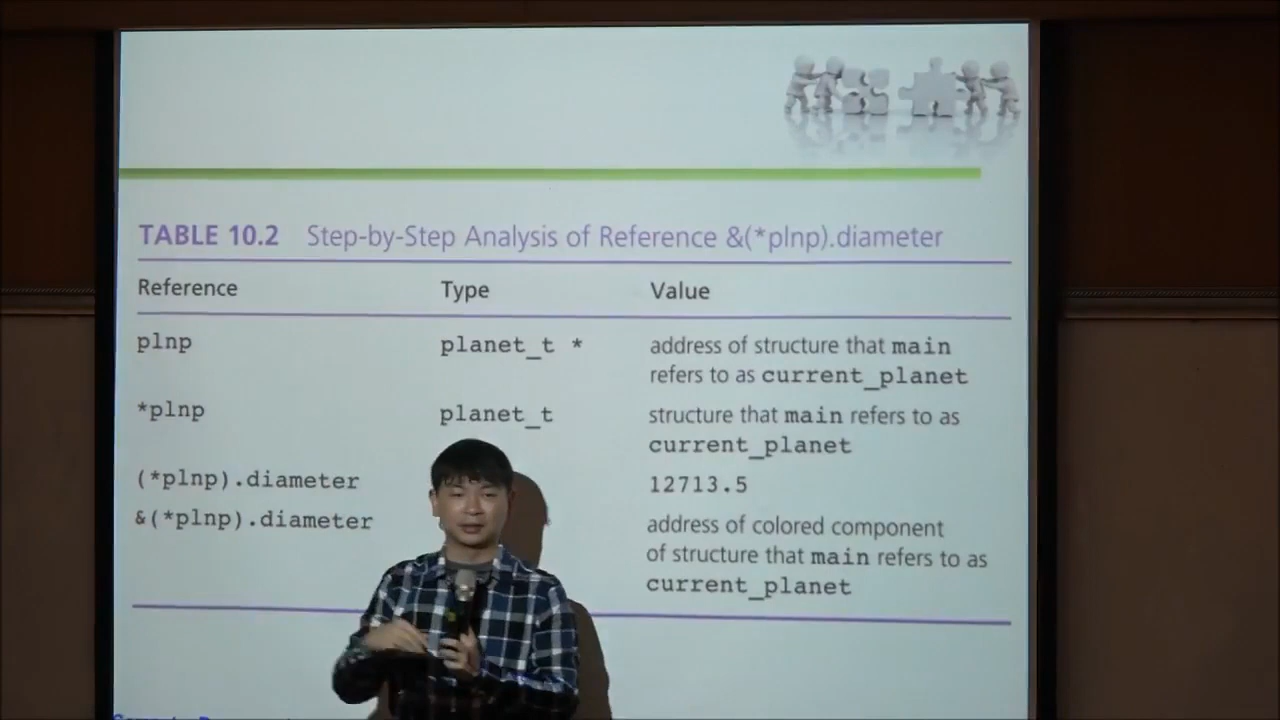 TABLE 10.2 Step-by-Step Analysis of Reference &(*plnp).diameter
Reference Type Value
plnp planet_t * address of structure that main
refers to as current_planet
*plnp planet_t structure that main refers to as
current_planet
(*plnp).diameter 12713.5
&(*plnp).diameter address of colored component
of structure that main refers to as
current_planet